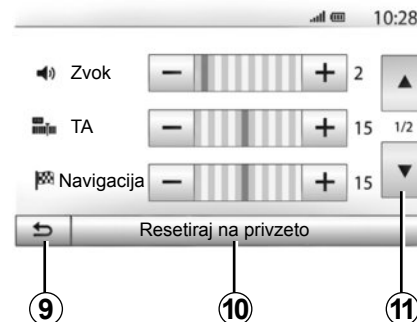 10:28
Zvok − + 2
TA − + 15 1/2
Navigacija − + 15
Resetiraj na privzeto
9 10 11